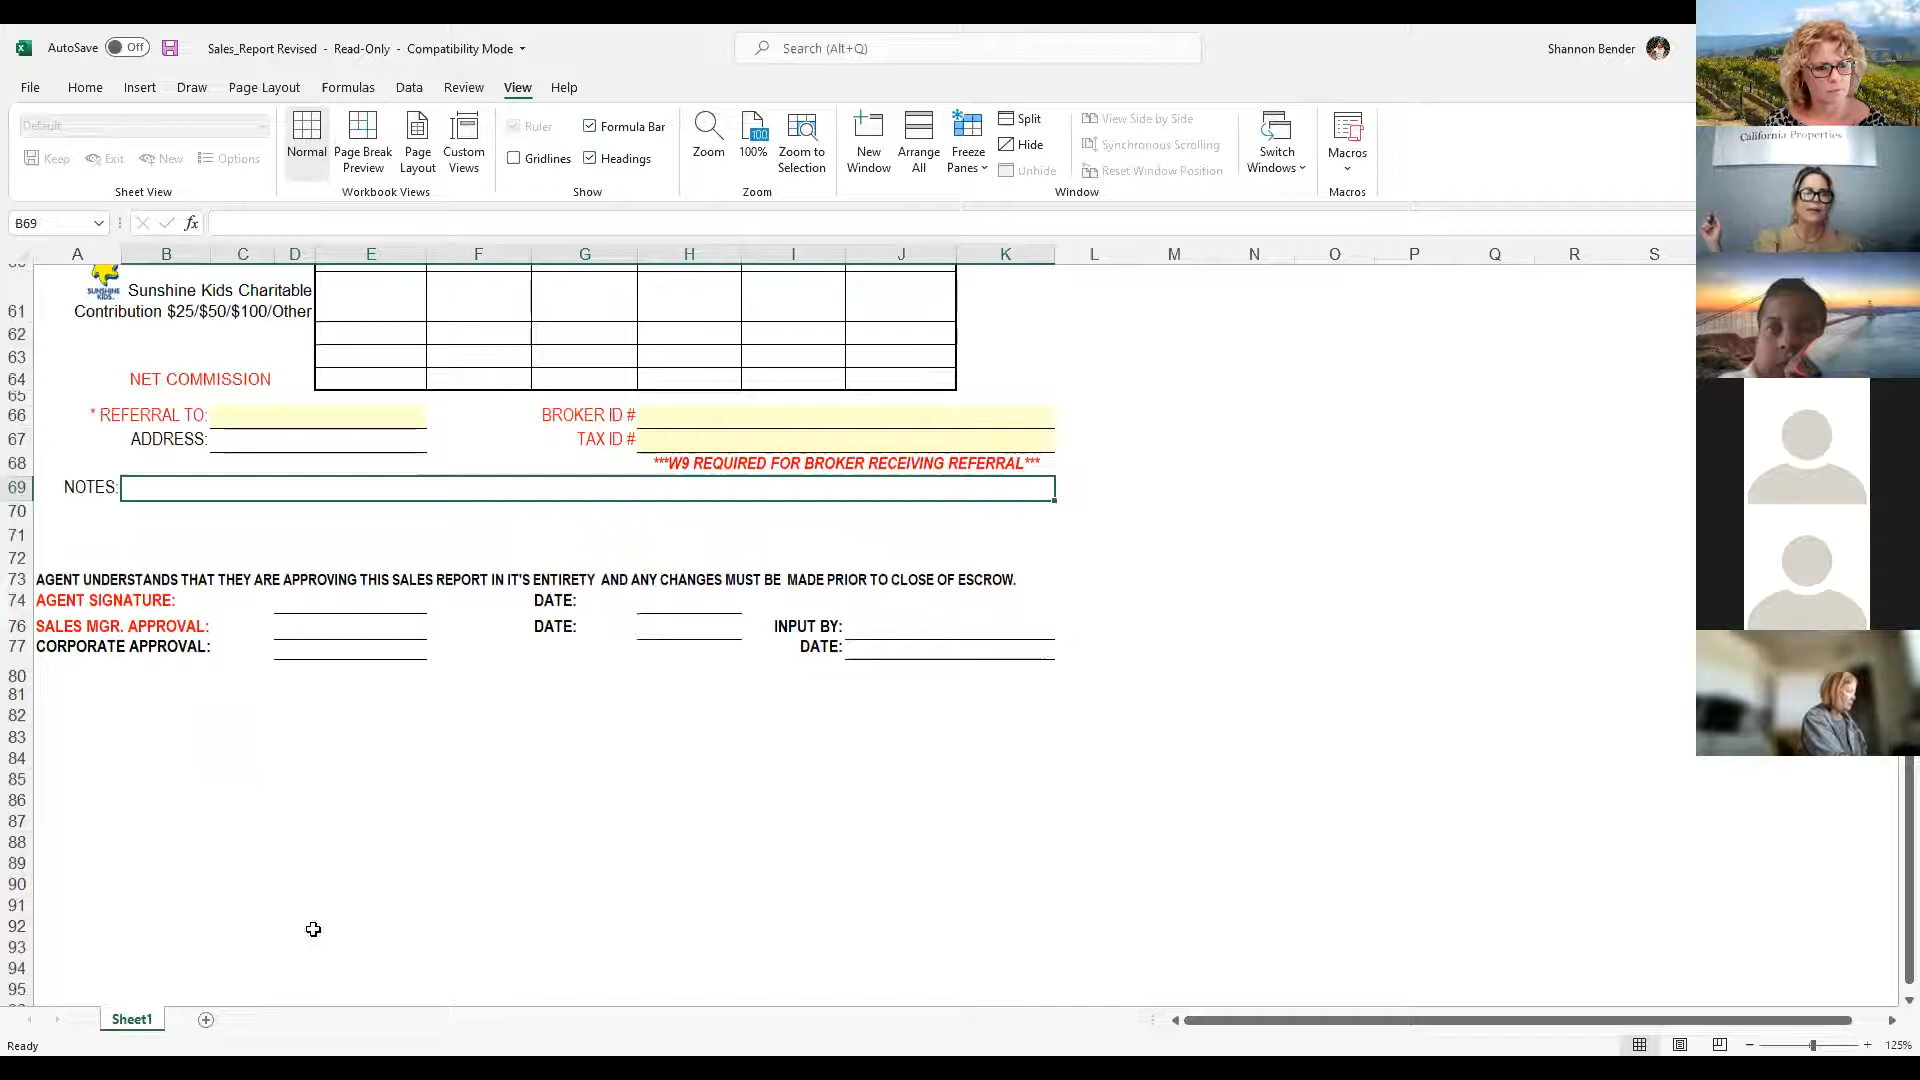 AutoSave Off Sales_Report Revised - Read-Only - Compatibility Mode Search (Alt+Q) Shannon Bender
File Home Insert Draw Page Layout Formulas Data Review View Help
Default
Keep Exit New Options
Sheet View
Normal Page Break Preview Page Layout Custom Views
Workbook Views
Ruler Formula Bar
Gridlines Headings
Show
Zoom 100% Zoom to Selection
Zoom
New Window Arrange All Freeze Panes
Split
Hide
Unhide
View Side by Side
Synchronous Scrolling
Reset Window Position
Switch Windows
Window
Macros
Macros
California Properties
B69 fx
A B C D E F G H I J K L M N O P Q R S
SUNSHINE KIDS Sunshine Kids Charitable
61 Contribution $25/$50/$100/Other
62
63
64 NET COMMISSION
65
66 * REFERRAL TO: BROKER ID #
67 ADDRESS: TAX ID #
68 ***W9 REQUIRED FOR BROKER RECEIVING REFERRAL***
69 NOTES:
70
71
72
73 AGENT UNDERSTANDS THAT THEY ARE APPROVING THIS SALES REPORT IN IT'S ENTIRETY AND ANY CHANGES MUST BE MADE PRIOR TO CLOSE OF ESCROW.
74 AGENT SIGNATURE: DATE:
76 SALES MGR. APPROVAL: DATE: INPUT BY:
77 CORPORATE APPROVAL: DATE:
80
81
82
83
84
85
86
87
88
89
90
91
92
93
94
95
Sheet1
Ready 125%